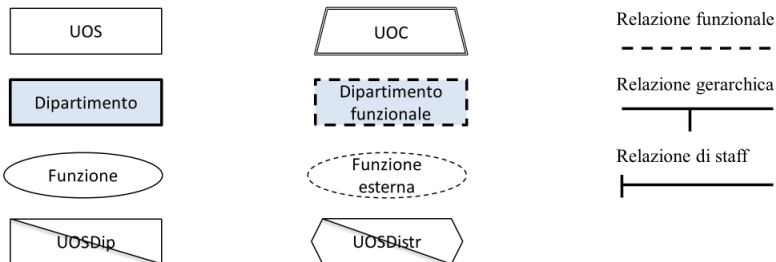 UOS
UOC
Relazione funzionale
Dipartimento
Dipartimento
funzionale
Relazione gerarchica
Funzione
Funzione
esterna
Relazione di staff
UOSDip
UOSDistr